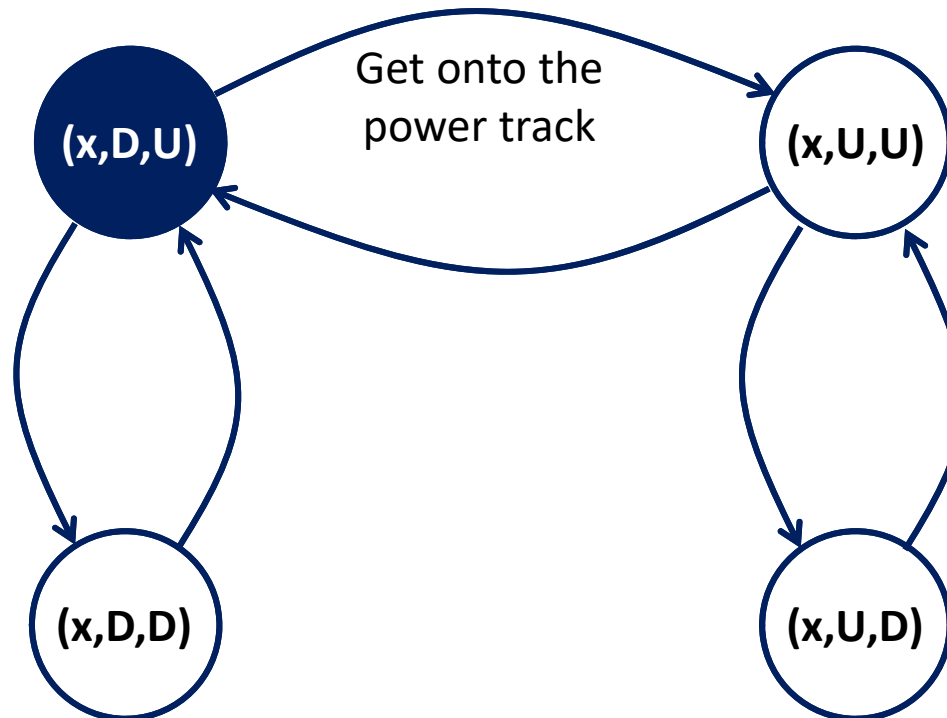 Get onto the
power track
(x,D,U)
(x,U,U)
(x,D,D)
(x,U,D)